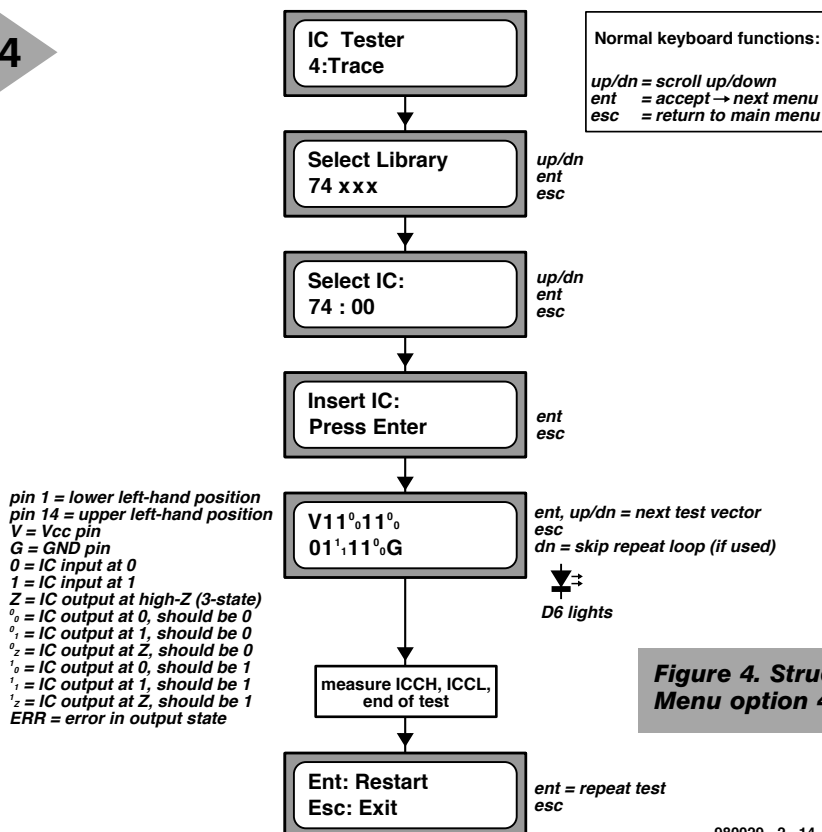 4
IC Tester
4:Trace
Normal keyboard functions:
up/dn = scroll up/down
ent = accept → next menu
esc = return to main menu
Select Library
74 xxx
up/dn
ent
esc
Select IC:
74 : 00
up/dn
ent
esc
Insert IC:
Press Enter
ent
esc
pin 1 = lower left-hand position
pin 14 = upper left-hand position
V = Vcc pin
G = GND pin
0 = IC input at 0
1 = IC input at 1
Z = IC output at high-Z (3-state)
⁰₀ = IC output at 0, should be 0
⁰₁ = IC output at 1, should be 0
⁰z = IC output at Z, should be 0
¹₀ = IC output at 0, should be 1
¹₁ = IC output at 1, should be 1
¹z = IC output at Z, should be 1
ERR = error in output state
V11⁰₀11⁰₀
01¹₁11⁰₀G
ent, up/dn = next test vector
esc
dn = skip repeat loop (if used)
D6 lights
measure ICCH, ICCL,
end of test
Figure 4. Struc
Menu option 4
Ent: Restart
Esc: Exit
ent = repeat test
esc